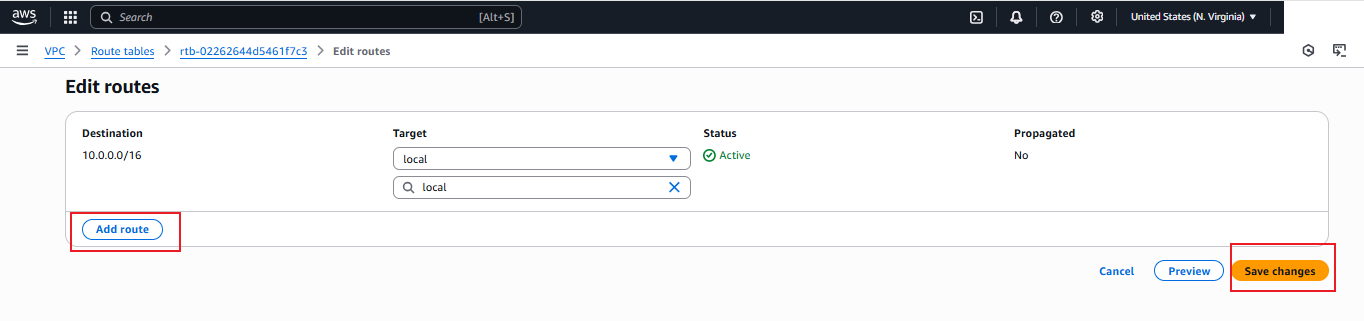 aws Search [Alt+S] United States (N. Virginia)
VPC Route tables rtb-02262644d5461f7c3 Edit routes
Edit routes
Destination Target Status Propagated
10.0.0.0/16 local Active No
local
Add route
Cancel Preview Save changes